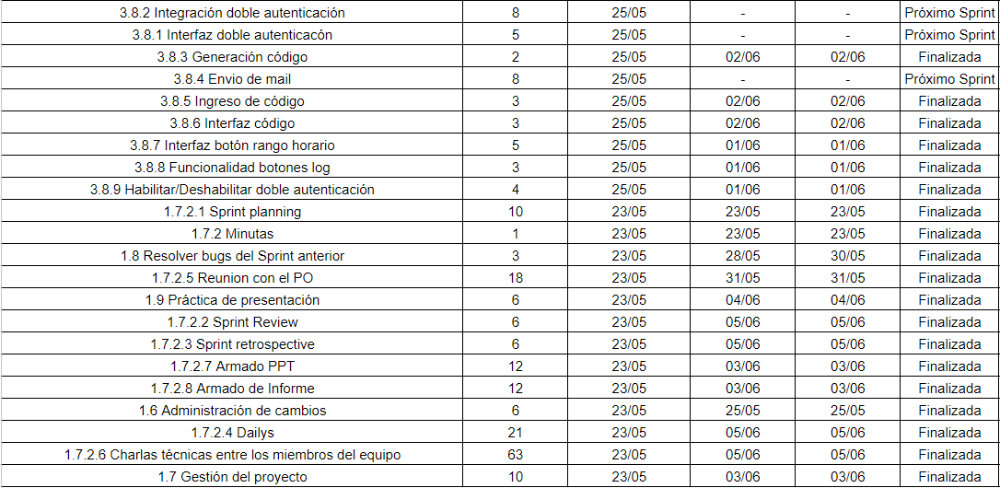 3.8.2 Integración doble autenticación 8 25/05 - - Próximo Sprint
3.8.1 Interfaz doble autenticacón 5 25/05 - - Próximo Sprint
3.8.3 Generación código 2 25/05 02/06 02/06 Finalizada
3.8.4 Envio de mail 8 25/05 - - Próximo Sprint
3.8.5 Ingreso de código 3 25/05 02/06 02/06 Finalizada
3.8.6 Interfaz código 3 25/05 02/06 02/06 Finalizada
3.8.7 Interfaz botón rango horario 5 25/05 01/06 01/06 Finalizada
3.8.8 Funcionalidad botones log 3 25/05 01/06 01/06 Finalizada
3.8.9 Habilitar/Deshabilitar doble autenticación 4 25/05 01/06 01/06 Finalizada
1.7.2.1 Sprint planning 10 23/05 23/05 23/05 Finalizada
1.7.2 Minutas 1 23/05 23/05 23/05 Finalizada
1.8 Resolver bugs del Sprint anterior 3 23/05 28/05 30/05 Finalizada
1.7.2.5 Reunion con el PO 18 23/05 31/05 31/05 Finalizada
1.9 Práctica de presentación 6 23/05 04/06 04/06 Finalizada
1.7.2.2 Sprint Review 6 23/05 05/06 05/06 Finalizada
1.7.2.3 Sprint retrospective 6 23/05 05/06 05/06 Finalizada
1.7.2.7 Armado PPT 12 23/05 03/06 03/06 Finalizada
1.7.2.8 Armado de Informe 12 23/05 03/06 03/06 Finalizada
1.6 Administración de cambios 6 23/05 25/05 25/05 Finalizada
1.7.2.4 Dailys 21 23/05 05/06 05/06 Finalizada
1.7.2.6 Charlas técnicas entre los miembros del equipo 63 23/05 05/06 05/06 Finalizada
1.7 Gestión del proyecto 10 23/05 03/06 03/06 Finalizada